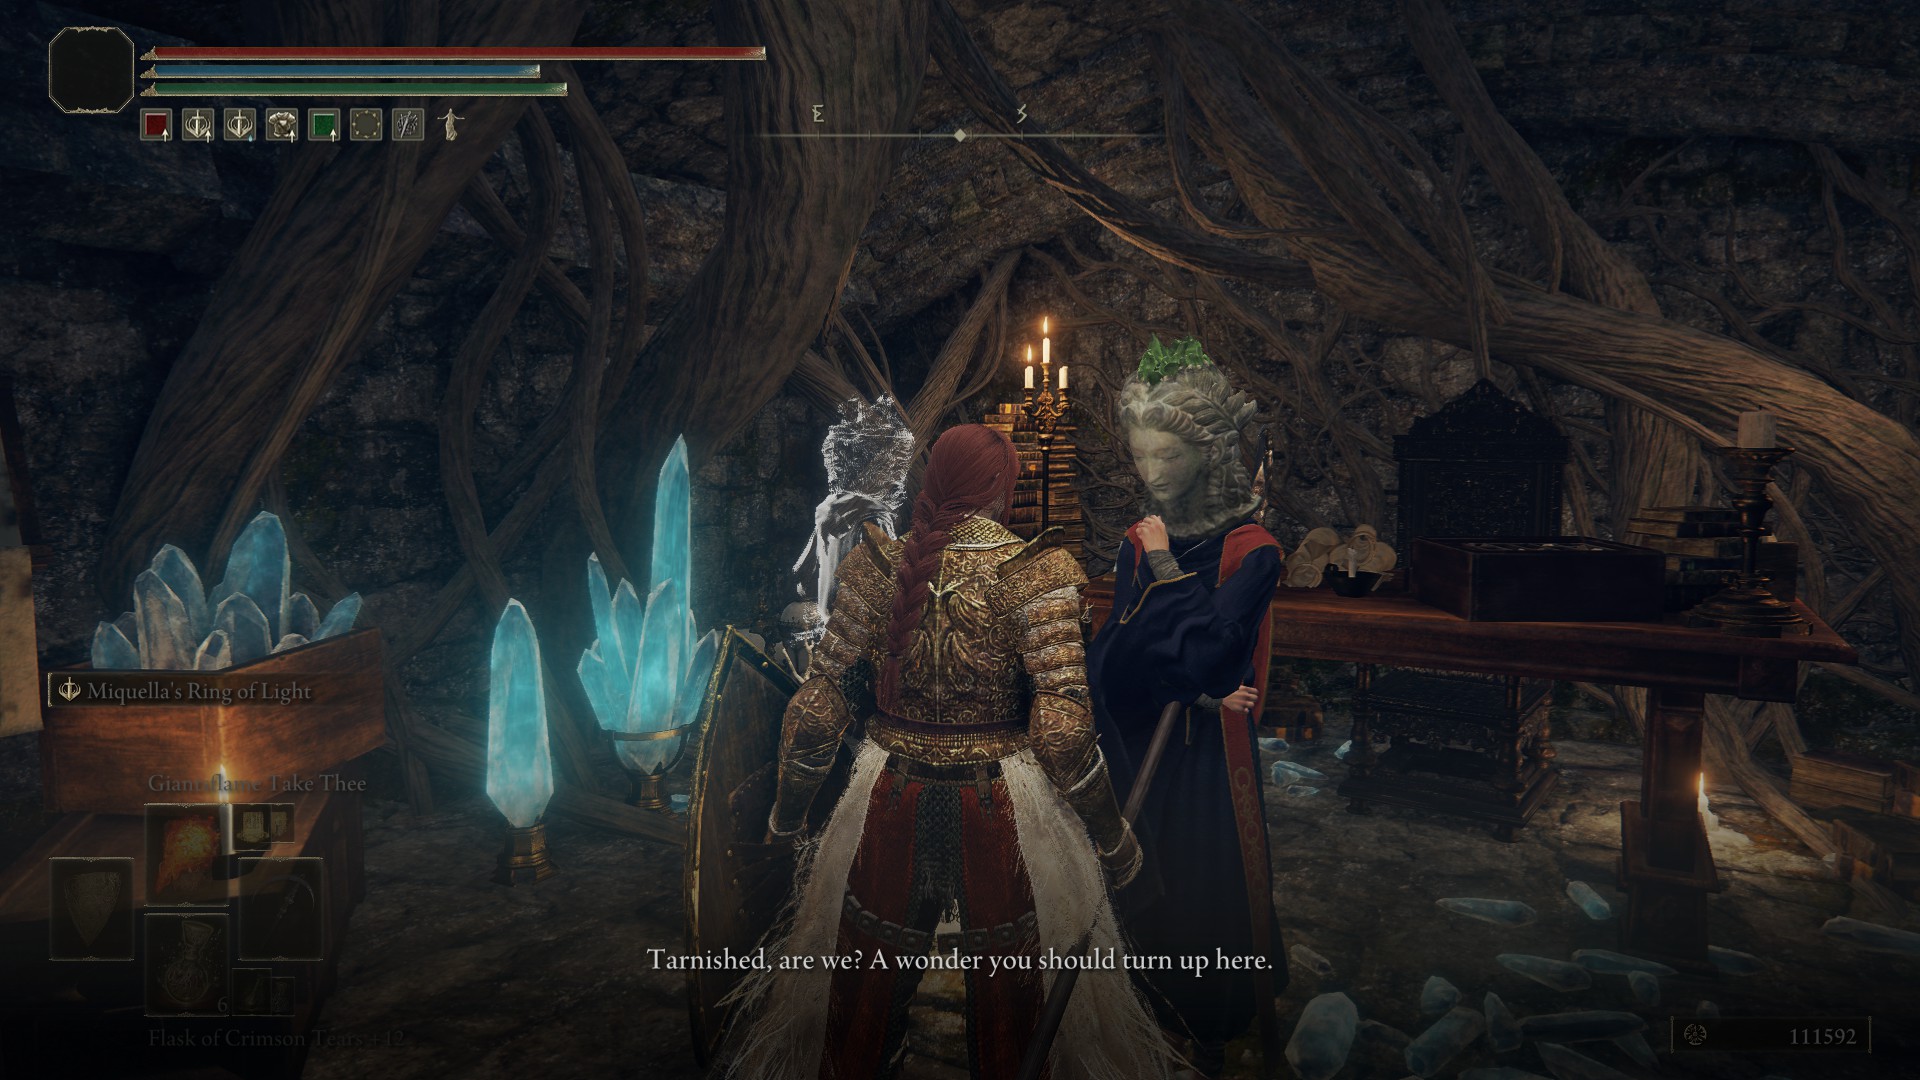 E S
Miquella's Ring of Light
Giantsflame Take Thee
6
Flask of Crimson Tears +12
Tarnished, are we? A wonder you should turn up here.
111592